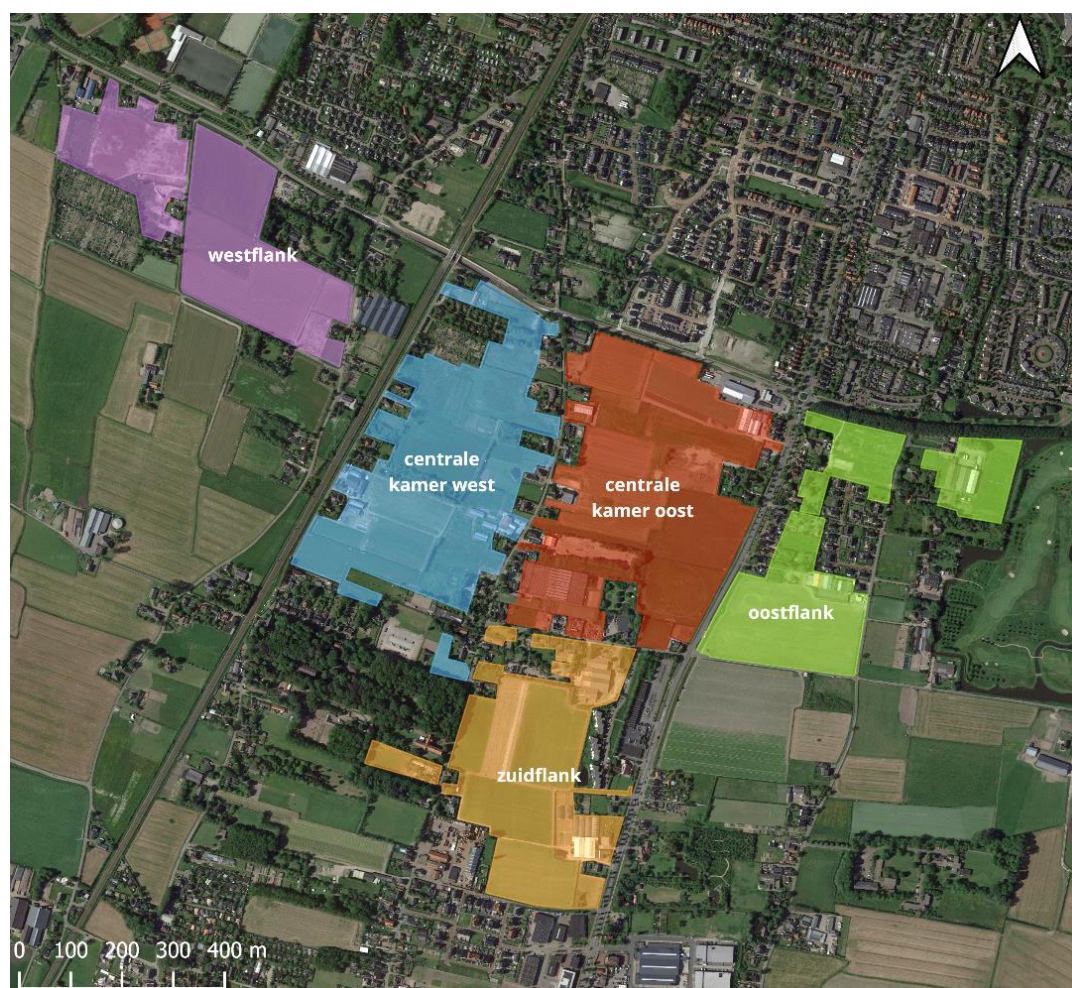 westflank
centrale
kamer west
centrale
kamer oost
oostflank
zuidflank
0 100 200 300 400 m